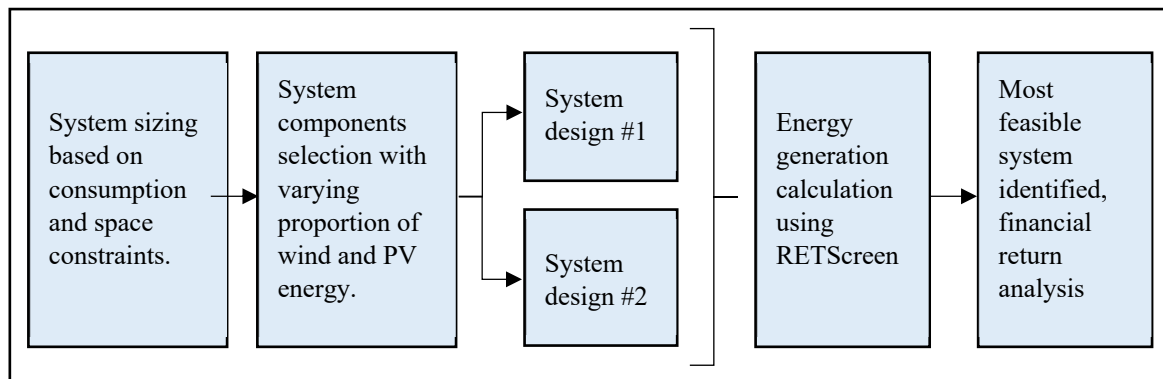 System sizing
based on
consumption
and space
constraints.
System
components
selection with
varying
proportion of
wind and PV
energy.
System
design #1
System
design #2
Energy
generation
calculation
using
RETScreen
Most
feasible
system
identified,
financial
return
analysis